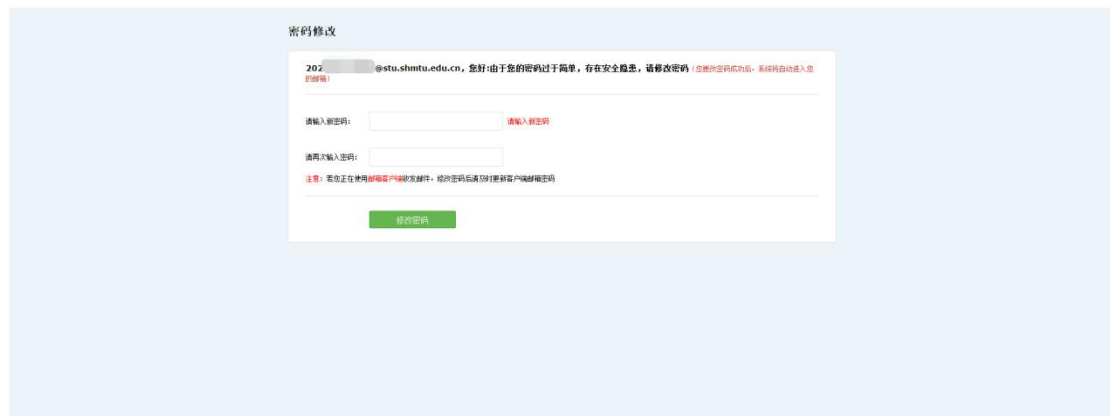 密码修改
202 @stu.shmtu.edu.cn，您好:由于您的密码过于简单，存在安全隐患，请修改密码（您更改密码成功后，系统将自动进入您
的邮箱）
请输入新密码： 请输入新密码
请再次输入密码：
注意：若您正在使用邮箱客户端收发邮件，修改密码后请及时更新客户端邮箱密码
修改密码